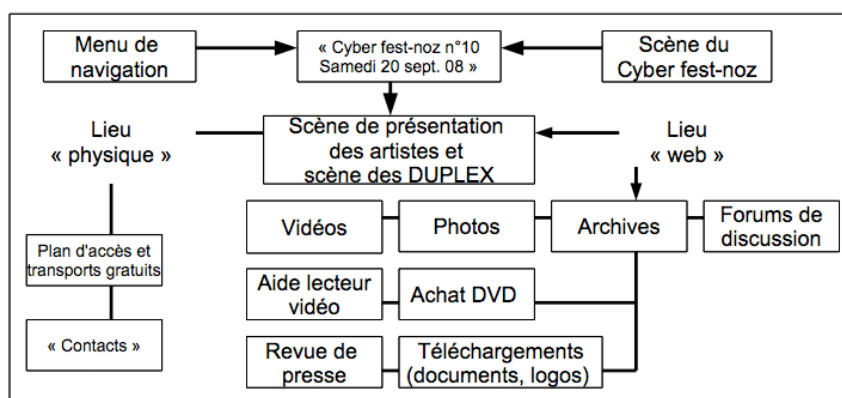 Menu de
navigation
« Cyber fest-noz n°10
Samedi 20 sept. 08 »
Scène du
Cyber fest-noz
Lieu
« physique »
Scène de présentation
des artistes et
scène des DUPLEX
Lieu
« web »
Vidéos
Photos
Archives
Forums de
discussion
Plan d'accès et
transports gratuits
Aide lecteur
vidéo
Achat DVD
« Contacts »
Revue de
presse
Téléchargements
(documents, logos)